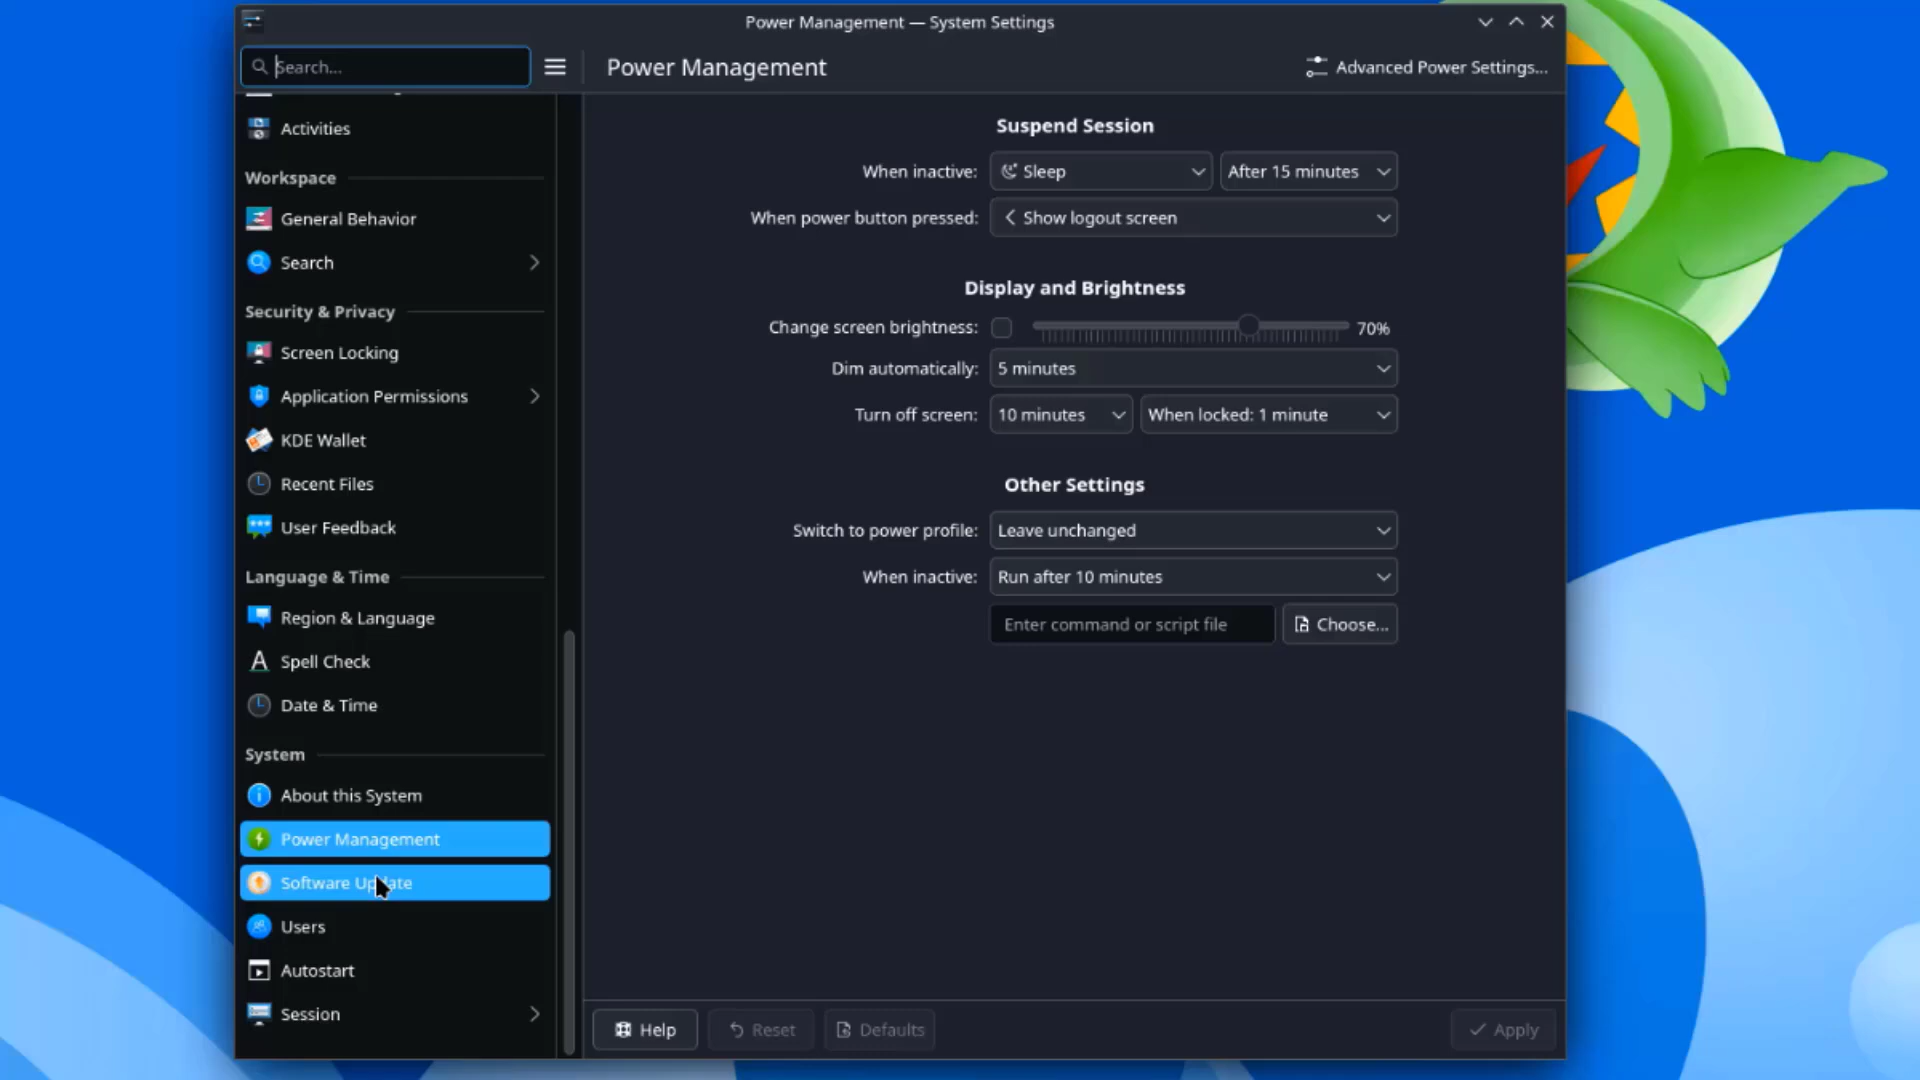 Power Management — System Settings
Search...
Power Management
Advanced Power Settings...
Activities
Workspace
General Behavior
Search
Security & Privacy
Screen Locking
Application Permissions
KDE Wallet
Recent Files
User Feedback
Language & Time
Region & Language
Spell Check
Date & Time
System
About this System
Power Management
Software Update
Users
Autostart
Session
Suspend Session
When inactive: Sleep After 15 minutes
When power button pressed: Show logout screen
Display and Brightness
Change screen brightness: 70%
Dim automatically: 5 minutes
Turn off screen: 10 minutes When locked: 1 minute
Other Settings
Switch to power profile: Leave unchanged
When inactive: Run after 10 minutes
Enter command or script file Choose...
Help Reset Defaults Apply